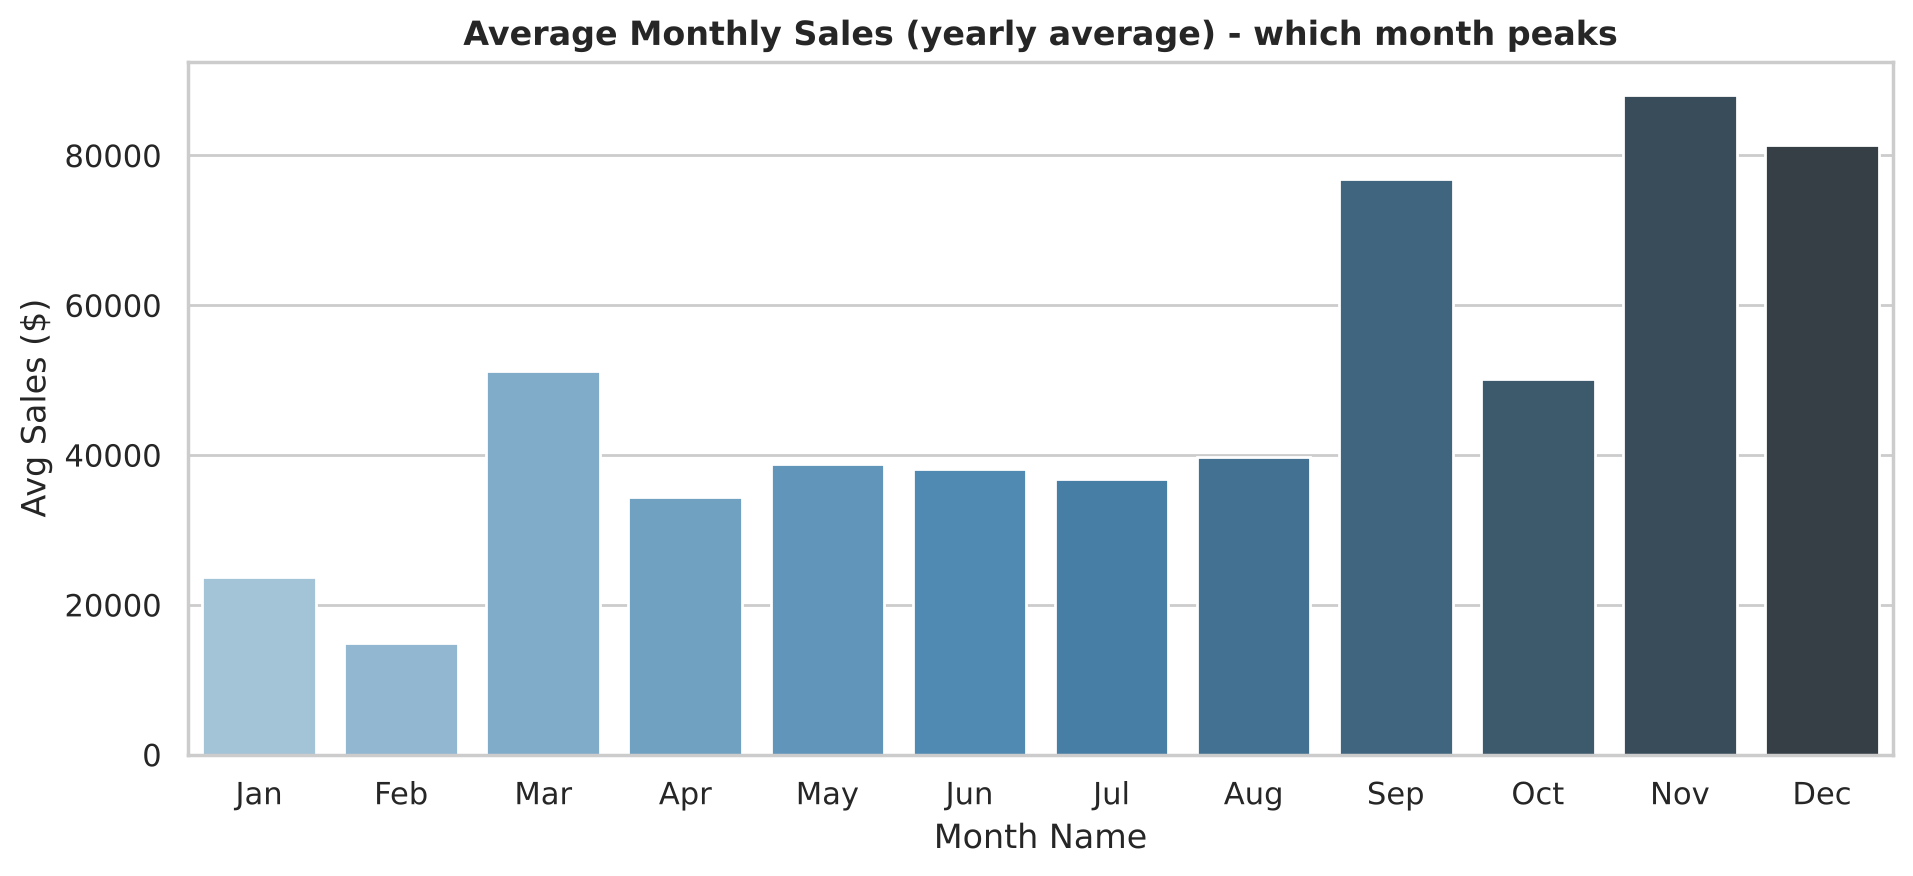 Average Monthly Sales (yearly average) - which month peaks
Avg Sales ($)
80000
60000
40000
20000
0
Jan Feb Mar Apr May Jun Jul Aug Sep Oct Nov Dec
Month Name